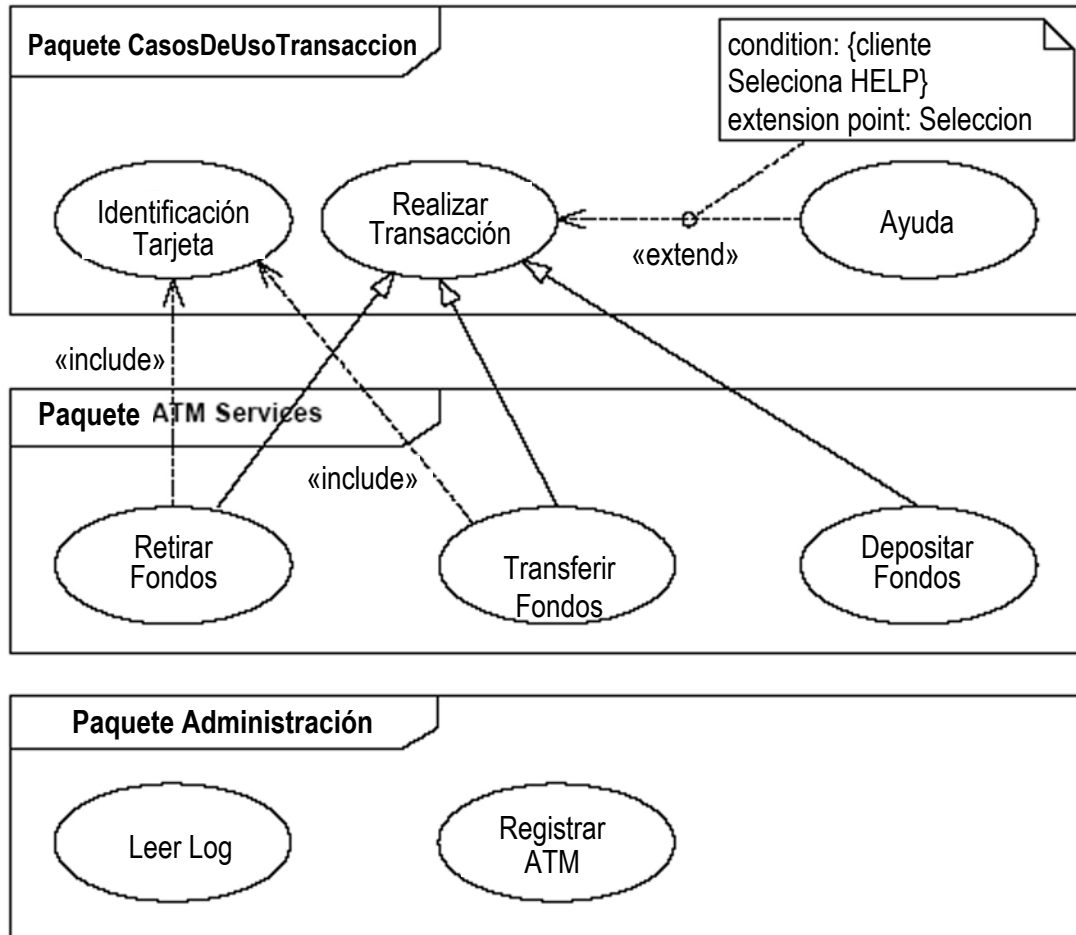 Paquete CasosDeUsoTransaccion
condition: {cliente
Seleciona HELP}
extension point: Seleccion
Identificación
Tarjeta
Realizar
Transacción
«extend»
Ayuda
«include»
Paquete ATM Services
«include»
Retirar
Fondos
Transferir
Fondos
Depositar
Fondos
Paquete Administración
Leer Log
Registrar
ATM